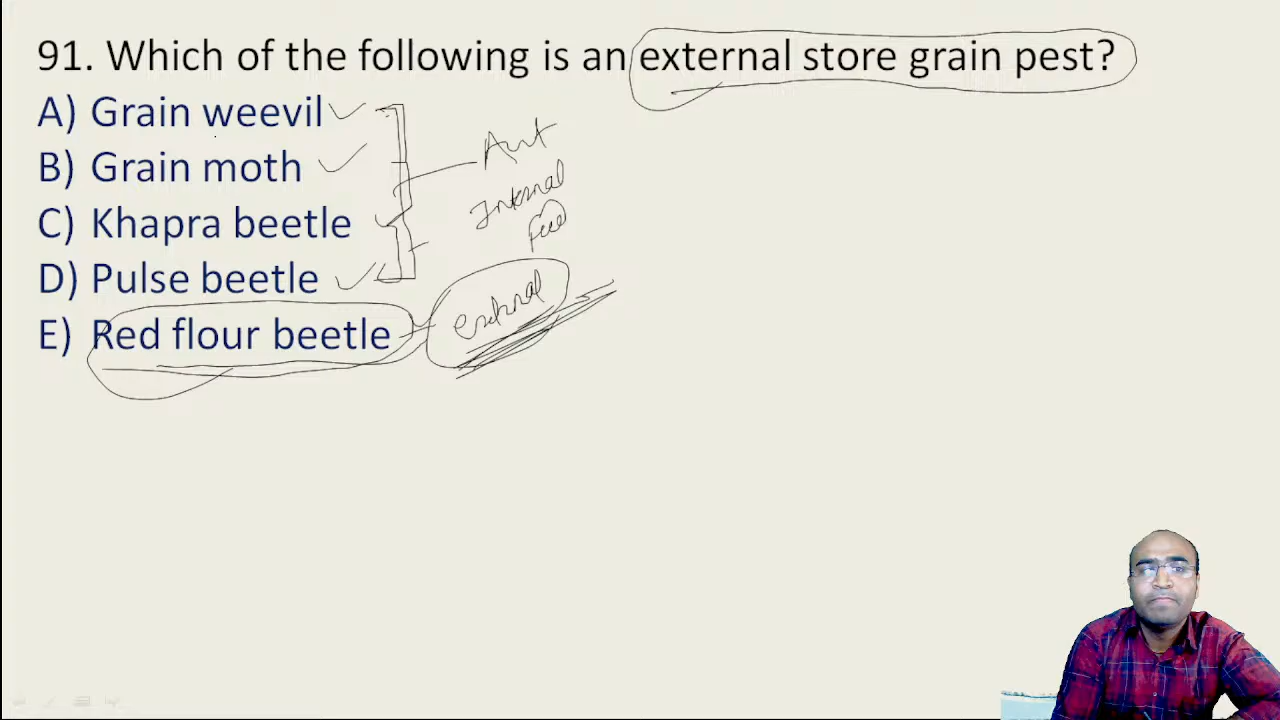 91. Which of the following is an external store grain pest?
A) Grain weevil
B) Grain moth
C) Khapra beetle
D) Pulse beetle
E) Red flour beetle
Internal
external